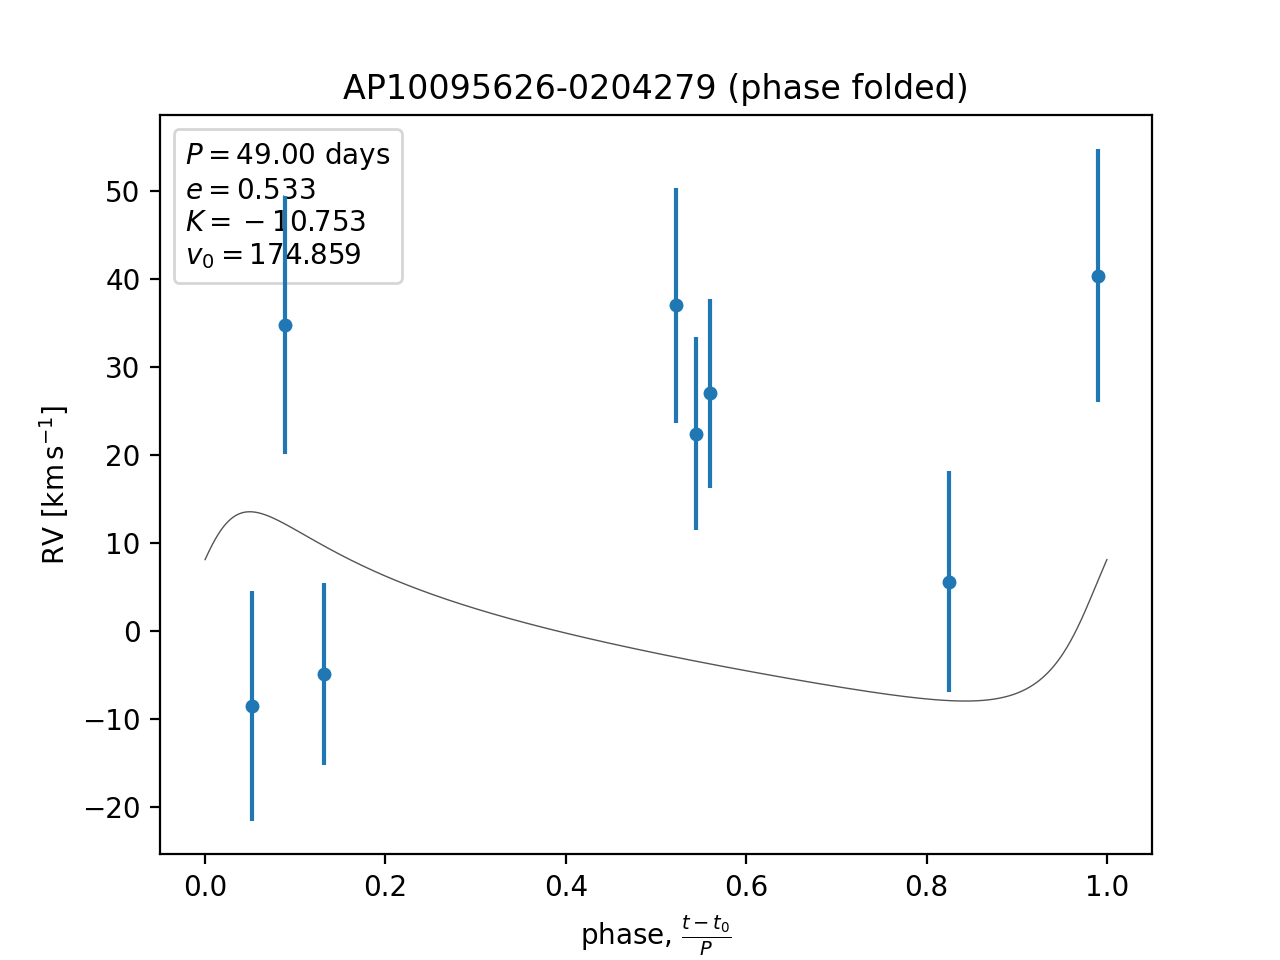 AP10095626-0204279 (phase folded)
P = 49.00 days
e = 0.533
K = −10.753
v₀ = 174.859
50
40
30
20
10
0
−10
−20
RV [km s⁻¹]
0.0 0.2 0.4 0.6 0.8 1.0
phase, (t − t₀)/P